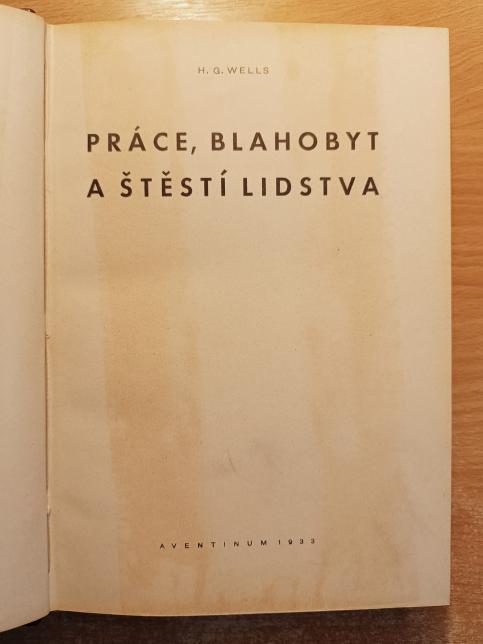 H. G. WELLS
PRÁCE, BLAHOBYT
A ŠTĚSTÍ LIDSTVA
AVENTINUM 1933